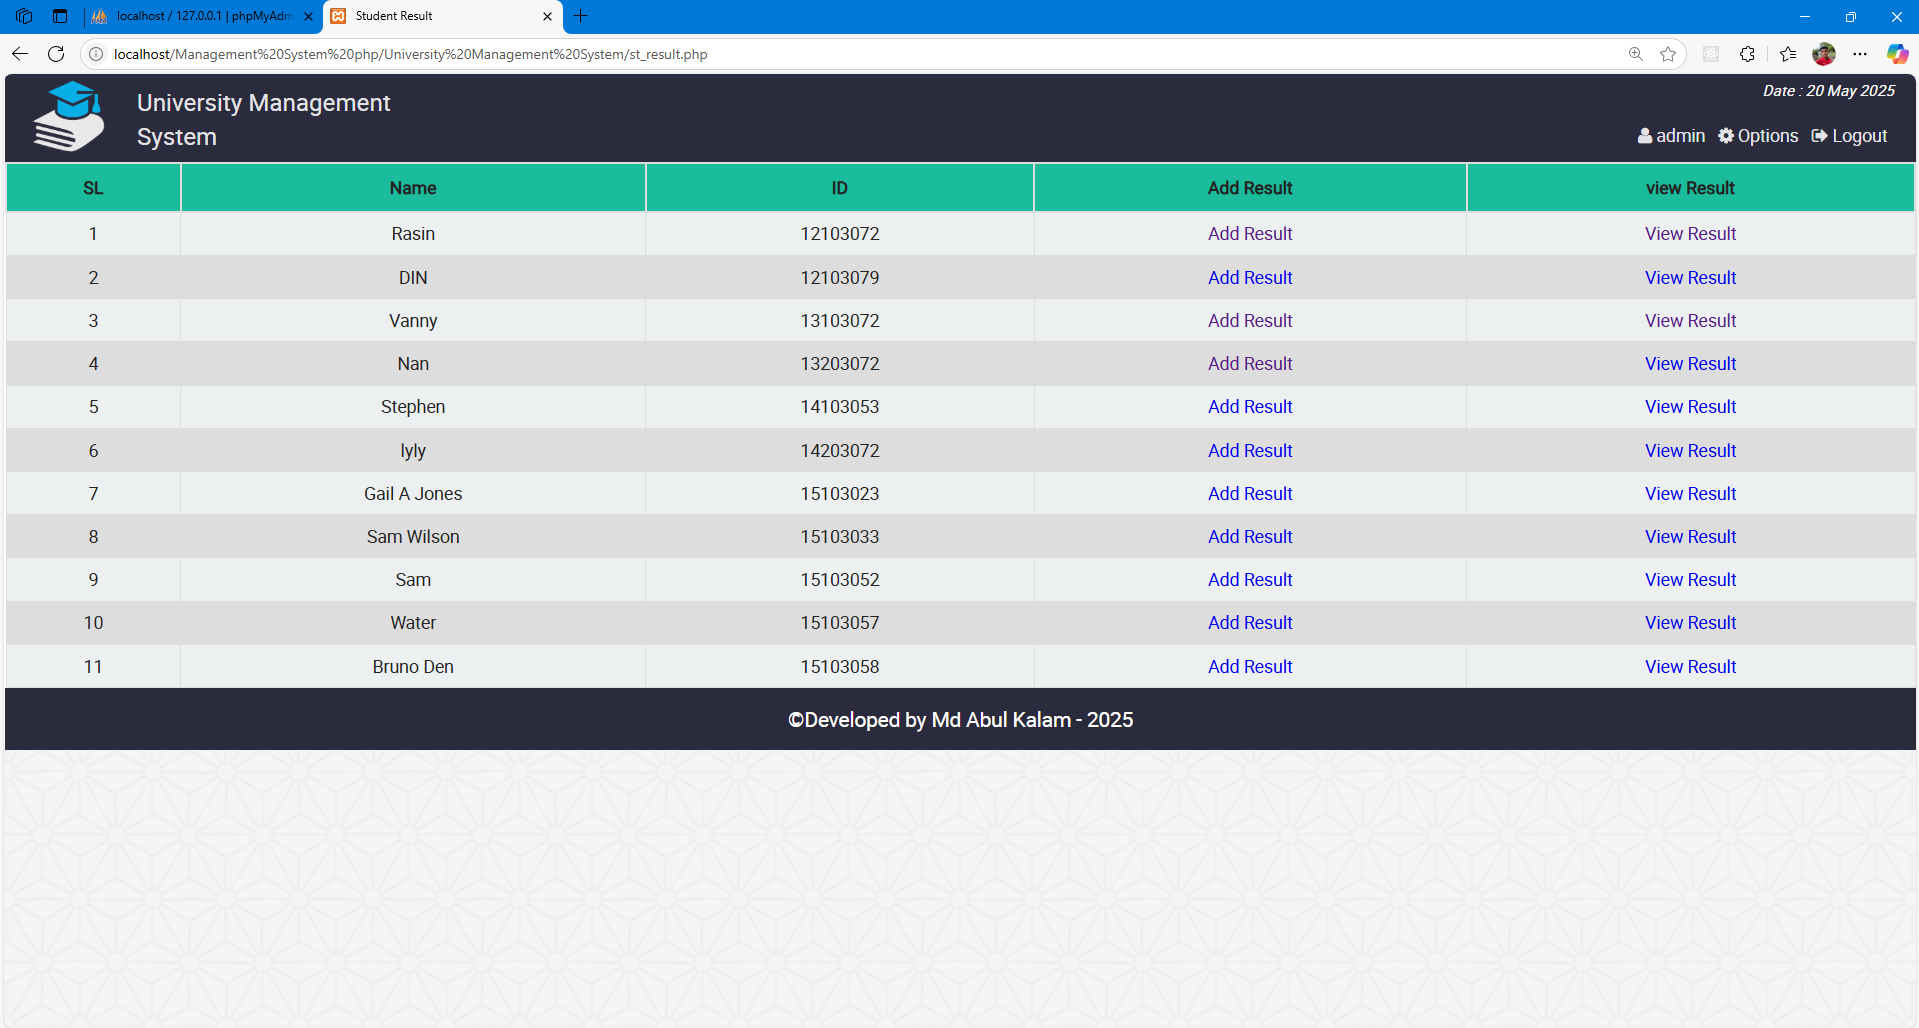 localhost / 127.0.0.1 | phpMyAdm
Student Result
localhost/Management%20System%20php/University%20Management%20System/st_result.php
University Management
System
Date : 20 May 2025
admin Options Logout
SL Name ID Add Result view Result
1 Rasin 12103072 Add Result View Result
2 DIN 12103079 Add Result View Result
3 Vanny 13103072 Add Result View Result
4 Nan 13203072 Add Result View Result
5 Stephen 14103053 Add Result View Result
6 lyly 14203072 Add Result View Result
7 Gail A Jones 15103023 Add Result View Result
8 Sam Wilson 15103033 Add Result View Result
9 Sam 15103052 Add Result View Result
10 Water 15103057 Add Result View Result
11 Bruno Den 15103058 Add Result View Result
©Developed by Md Abul Kalam - 2025